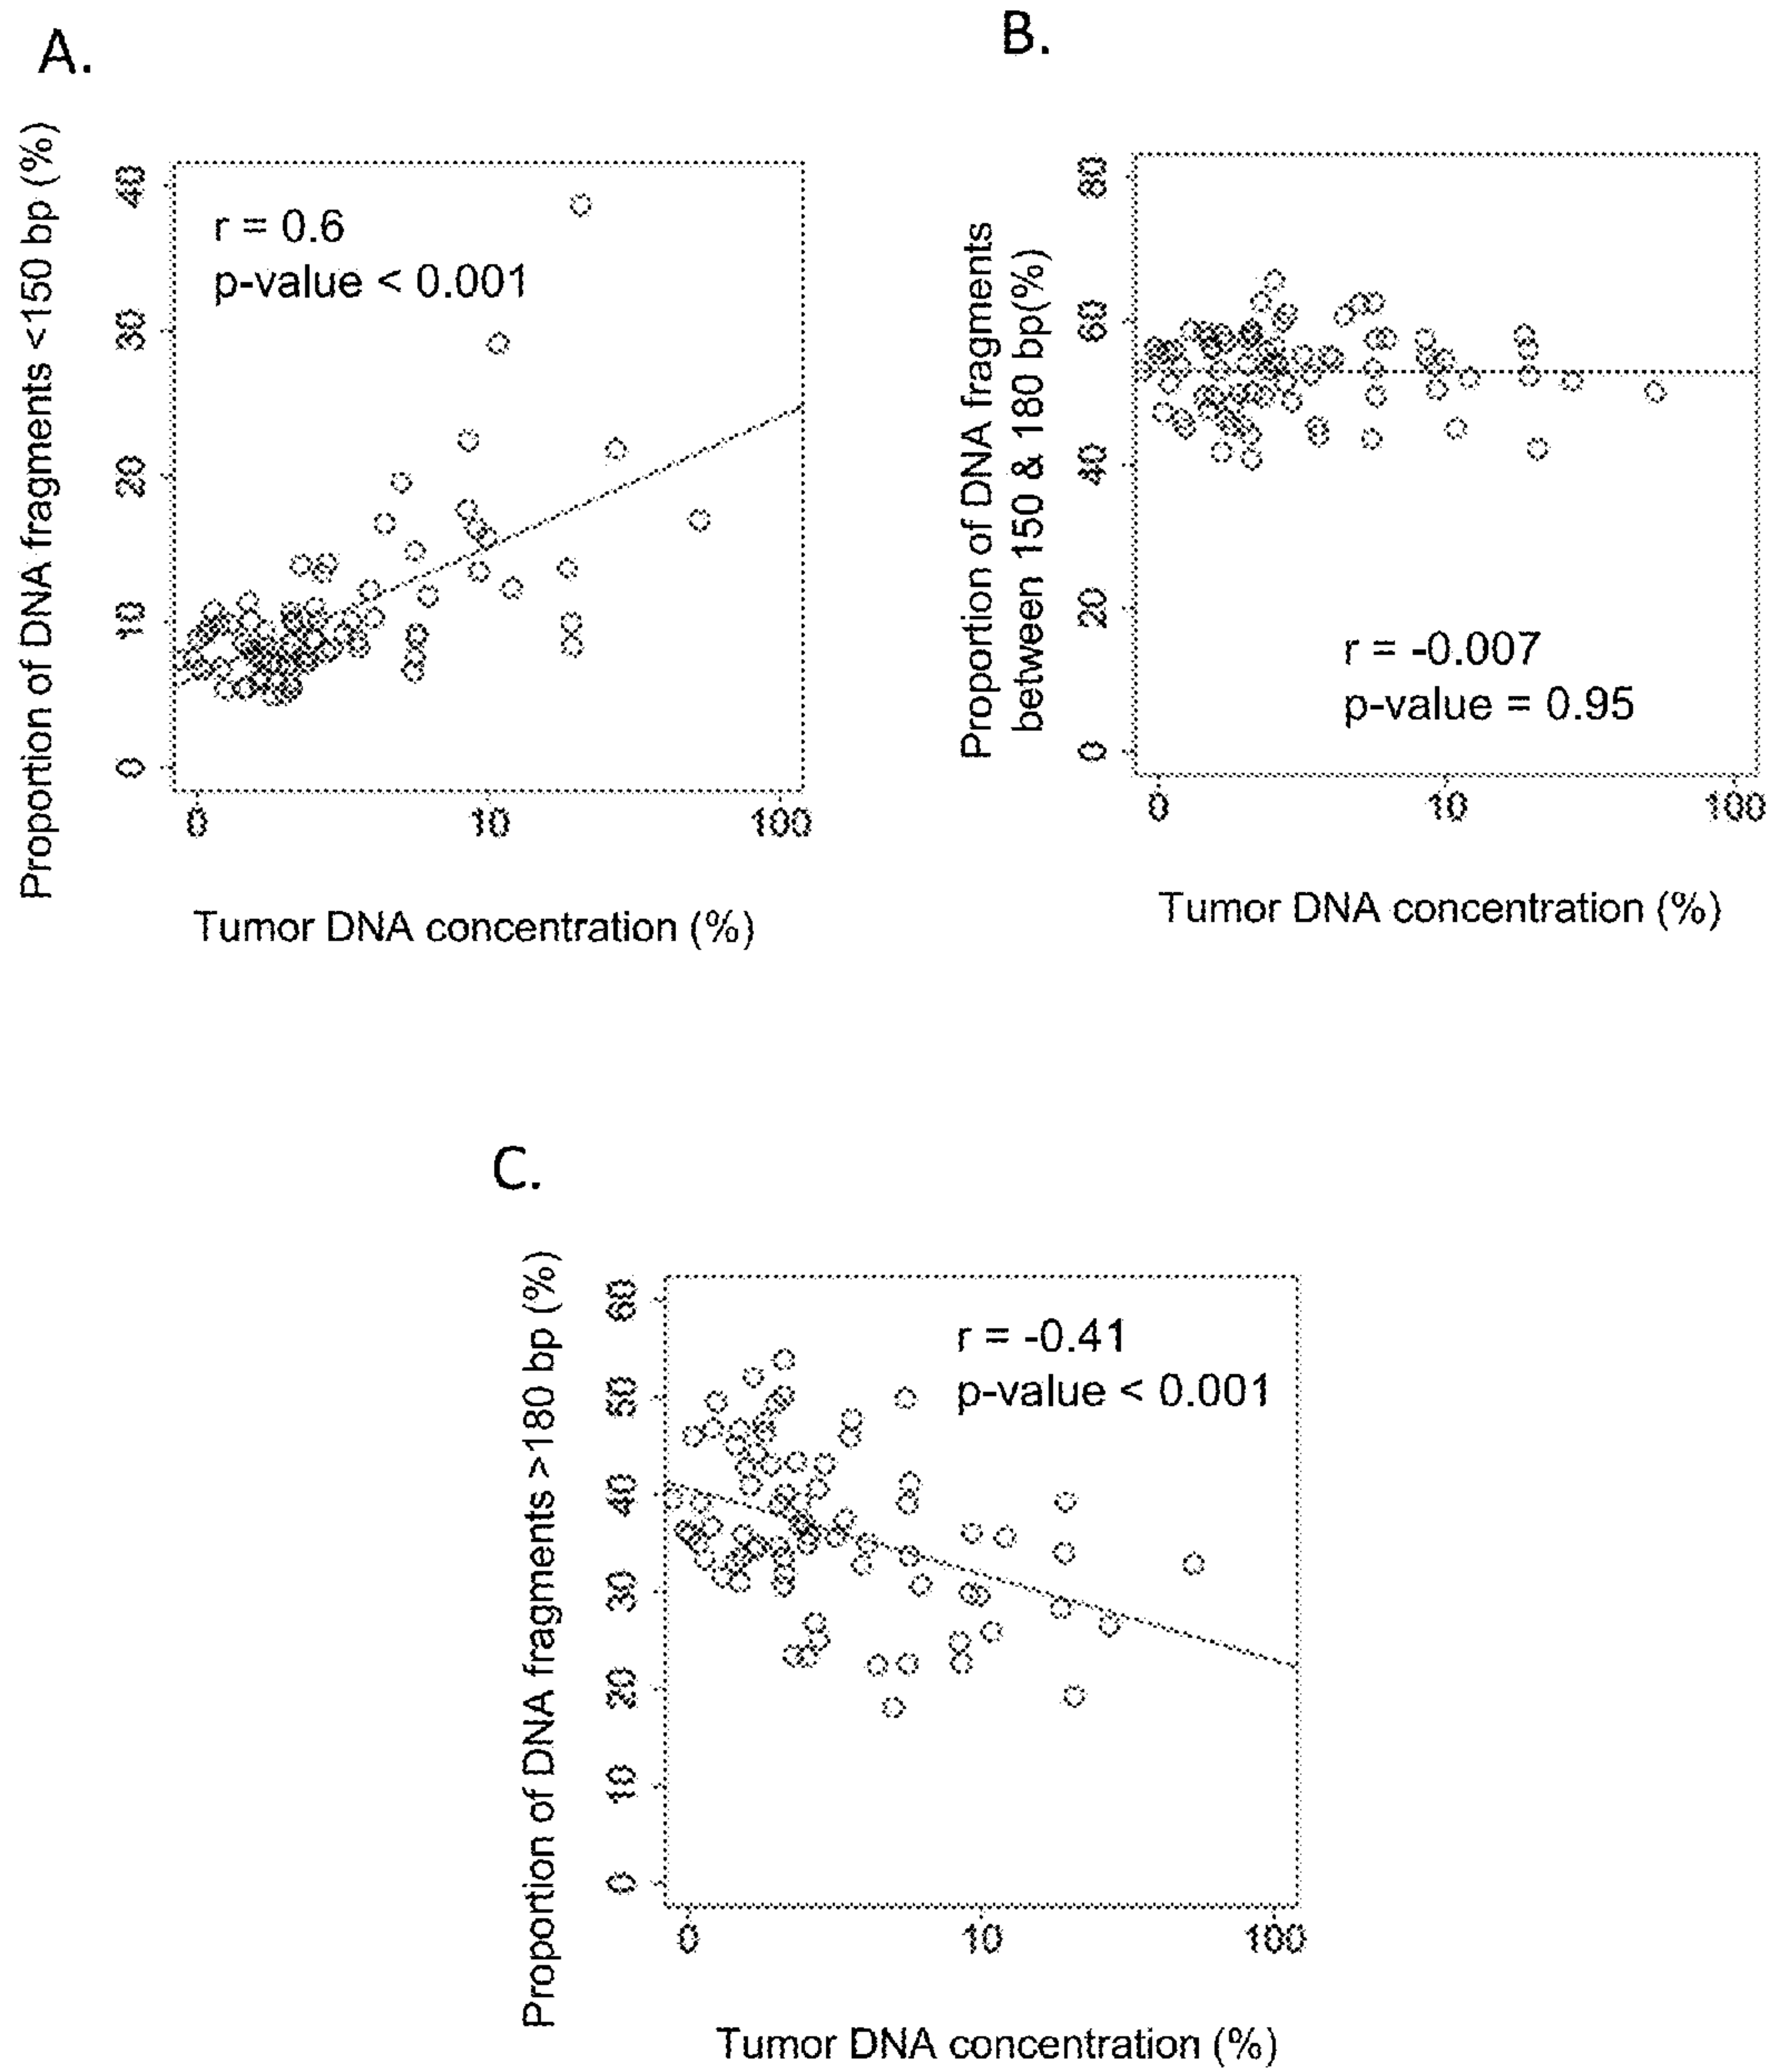 A.
Proportion of DNA fragments <150 bp (%)
40
30
20
10
0
r = 0.6
p-value < 0.001
0 10 100
Tumor DNA concentration (%)
B.
Proportion of DNA fragments
between 150 & 180 bp(%)
80
60
40
20
0
r = -0.007
p-value = 0.95
0 10 100
Tumor DNA concentration (%)
C.
Proportion of DNA fragments >180 bp (%)
60
50
40
30
20
10
0
r = -0.41
p-value < 0.001
0 10 100
Tumor DNA concentration (%)